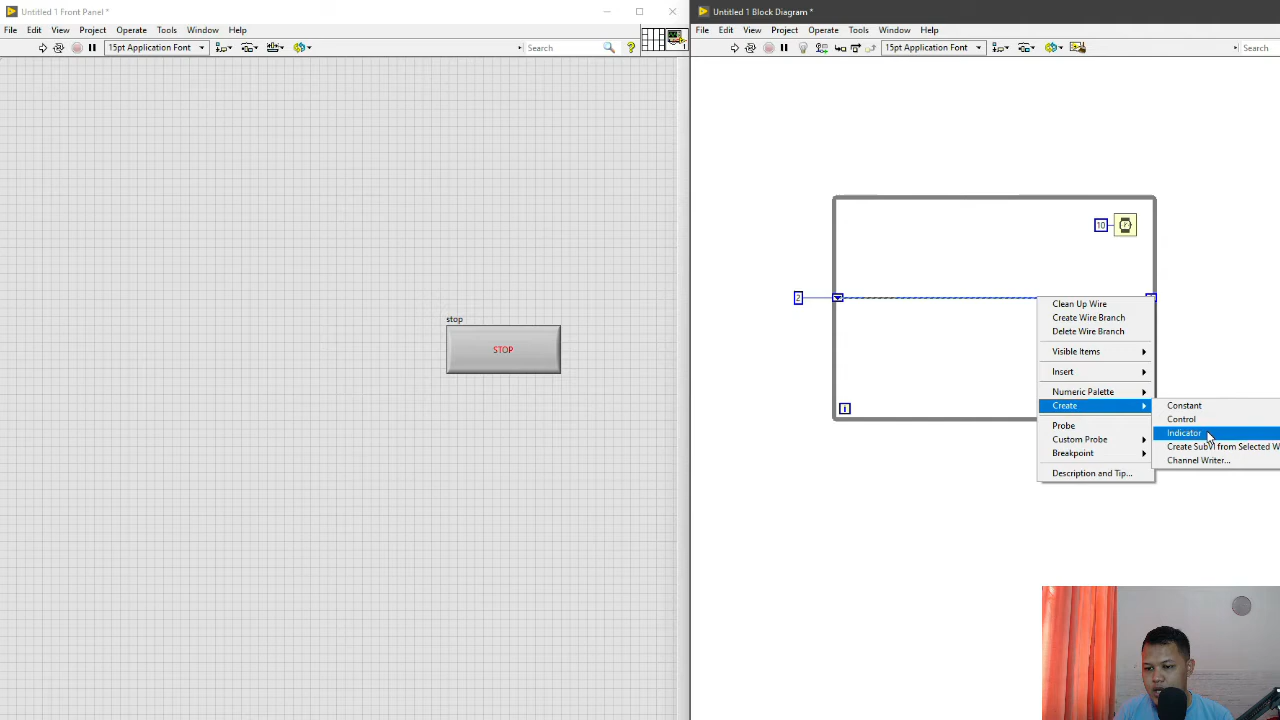 Untitled 1 Front Panel *
File Edit View Project Operate Tools Window Help
15pt Application Font
Search
?
stop
STOP
Untitled 1 Block Diagram *
File Edit View Project Operate Tools Window Help
15pt Application Font
Search
10
2
i
Clean Up Wire
Create Wire Branch
Delete Wire Branch
Visible Items
Insert
Numeric Palette
Create
Probe
Custom Probe
Breakpoint
Description and Tip...
Constant
Control
Indicator
Create SubVI from Selected W
Channel Writer...